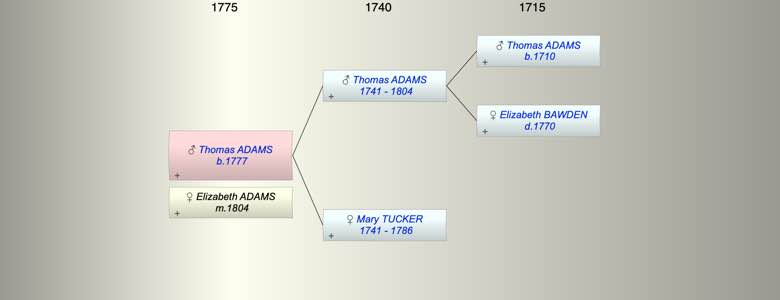 1775 1740 1715
♂ Thomas ADAMS
b.1777
+
♀ Elizabeth ADAMS
m.1804
+
♂ Thomas ADAMS
1741 - 1804
+
♀ Mary TUCKER
1741 - 1786
+
♂ Thomas ADAMS
b.1710
+
♀ Elizabeth BAWDEN
d.1770
+